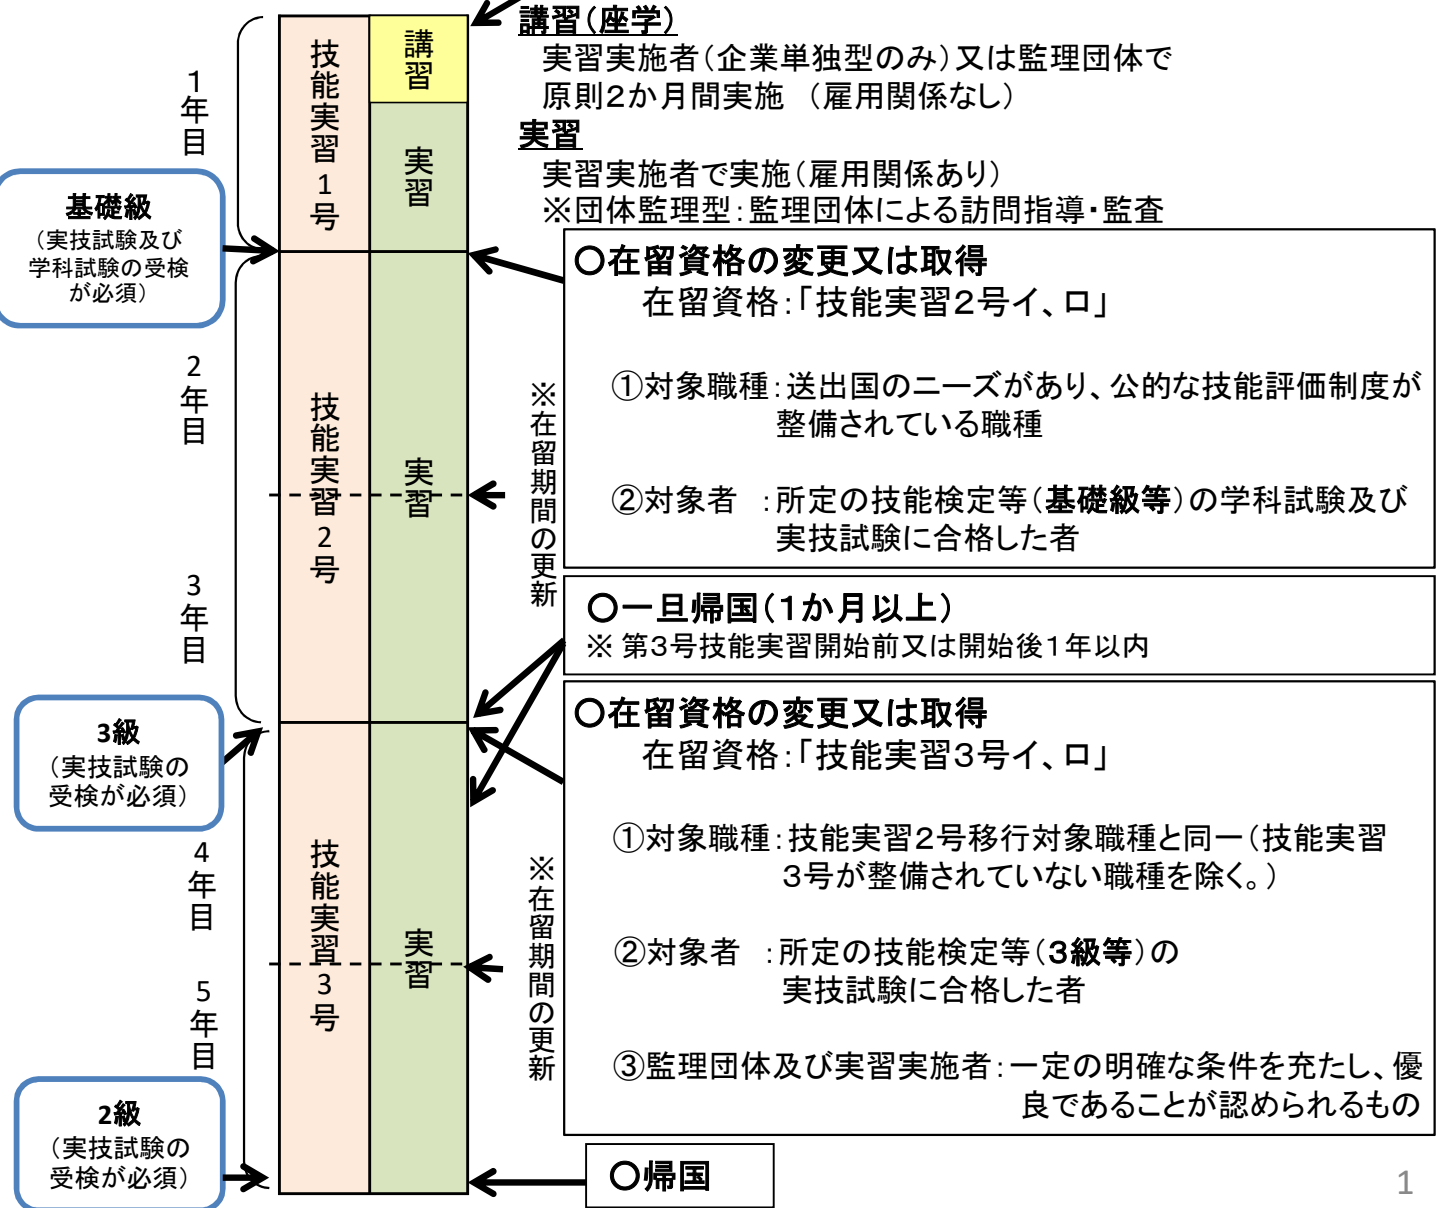 講習（座学）
実習実施者（企業単独型のみ）又は監理団体で
原則２か月間実施　（雇用関係なし）
実習
実習実施者で実施（雇用関係あり）
※団体監理型：監理団体による訪問指導・監査
1年目
技能実習1号
講習
実習
基礎級
（実技試験及び
学科試験の受検
が必須）
○在留資格の変更又は取得
在留資格：「技能実習２号イ、ロ」
①対象職種：送出国のニーズがあり、公的な技能評価制度が
整備されている職種
②対象者　：所定の技能検定等（基礎級等）の学科試験及び
実技試験に合格した者
2年目
技能実習2号
実習
※在留期間の更新
3年目
○一旦帰国（１か月以上）
※ 第３号技能実習開始前又は開始後１年以内
3級
（実技試験の
受検が必須）
○在留資格の変更又は取得
在留資格：「技能実習３号イ、ロ」
①対象職種：技能実習２号移行対象職種と同一（技能実習
３号が整備されていない職種を除く。）
②対象者　：所定の技能検定等（３級等）の
実技試験に合格した者
③監理団体及び実習実施者：一定の明確な条件を充たし、優
良であることが認められるもの
4年目
技能実習3号
実習
※在留期間の更新
5年目
2級
（実技試験の
受検が必須）
○帰国
1